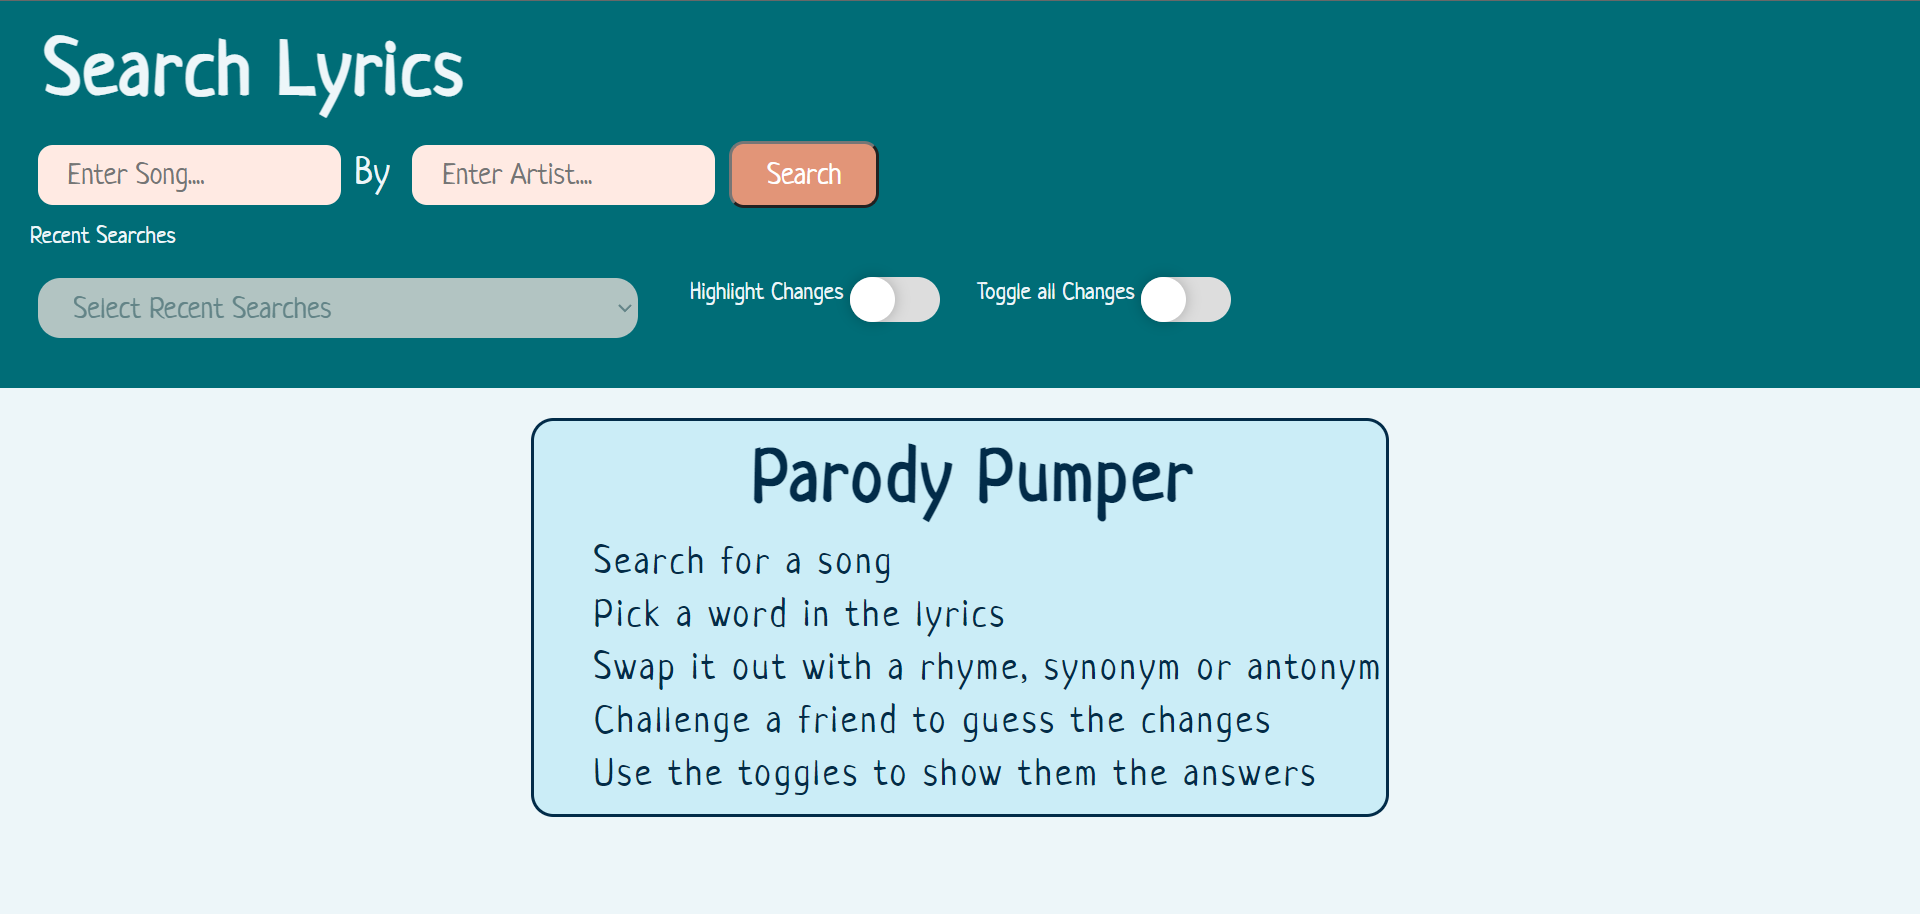 Search Lyrics
Enter Song.... By Enter Artist.... Search
Recent Searches
Select Recent Searches Highlight Changes Toggle all Changes
Parody Pumper
Search for a song
Pick a word in the lyrics
Swap it out with a rhyme, synonym or antonym
Challenge a friend to guess the changes
Use the toggles to show them the answers